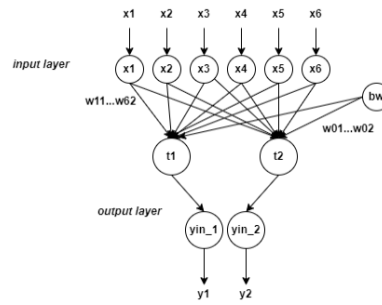 x1 x2 x3 x4 x5 x6
input layer
x1 x2 x3 x4 x5 x6
bw
w11...w62
w01...w02
t1 t2
output layer
yin_1 yin_2
y1 y2